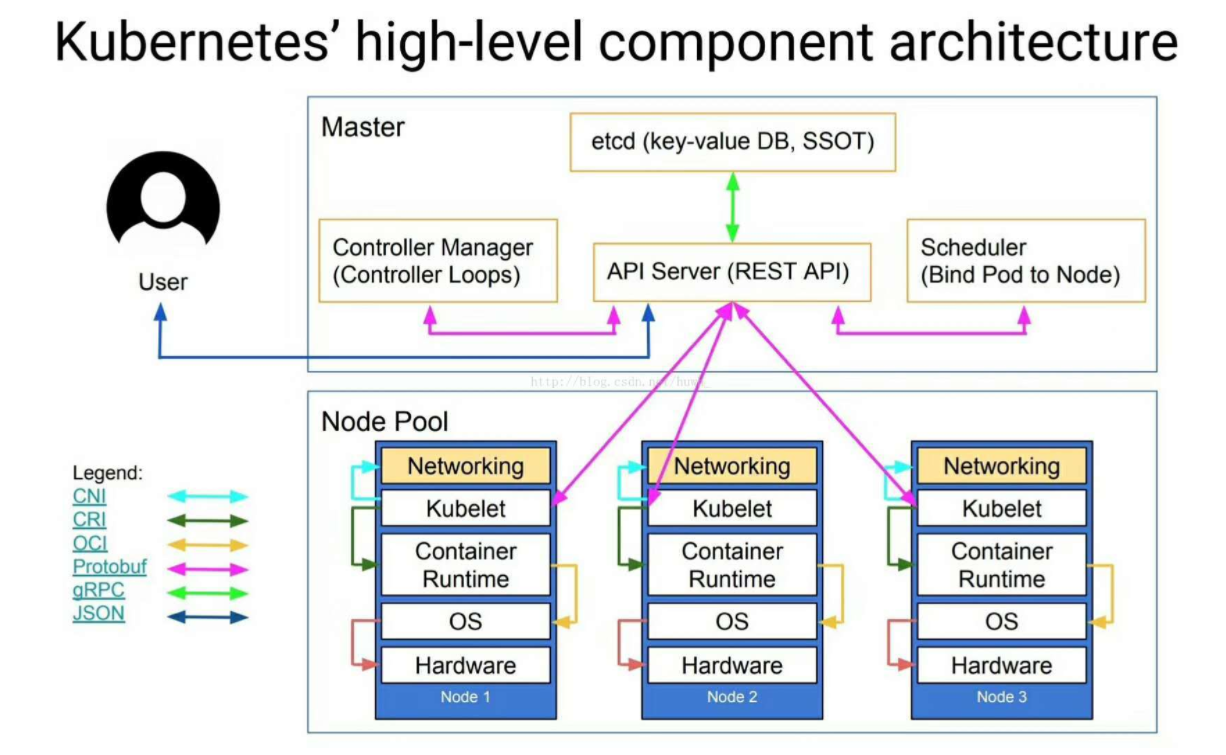 Kubernetes' high-level component architecture
Master
etcd (key-value DB, SSOT)
Controller Manager
(Controller Loops)
API Server (REST API)
Scheduler
(Bind Pod to Node)
User
Node Pool
Legend:
CNI
CRI
OCI
Protobuf
gRPC
JSON
Networking
Kubelet
Container
Runtime
OS
Hardware
Node 1
Networking
Kubelet
Container
Runtime
OS
Hardware
Node 2
Networking
Kubelet
Container
Runtime
OS
Hardware
Node 3